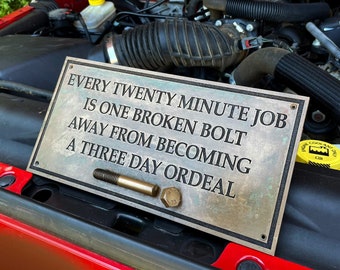 EVERY TWENTY MINUTE JOB
IS ONE BROKEN BOLT
AWAY FROM BECOMING
A THREE DAY ORDEAL